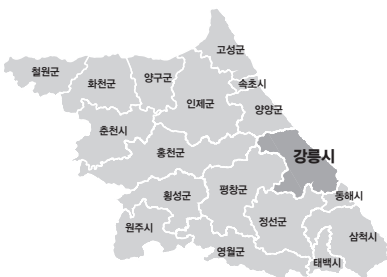 고성군
철원군
화천군
양구군
속초시
인제군
양양군
춘천시
홍천군
강릉시
횡성군
평창군
동해시
원주시
정선군
삼척시
영월군
태백시